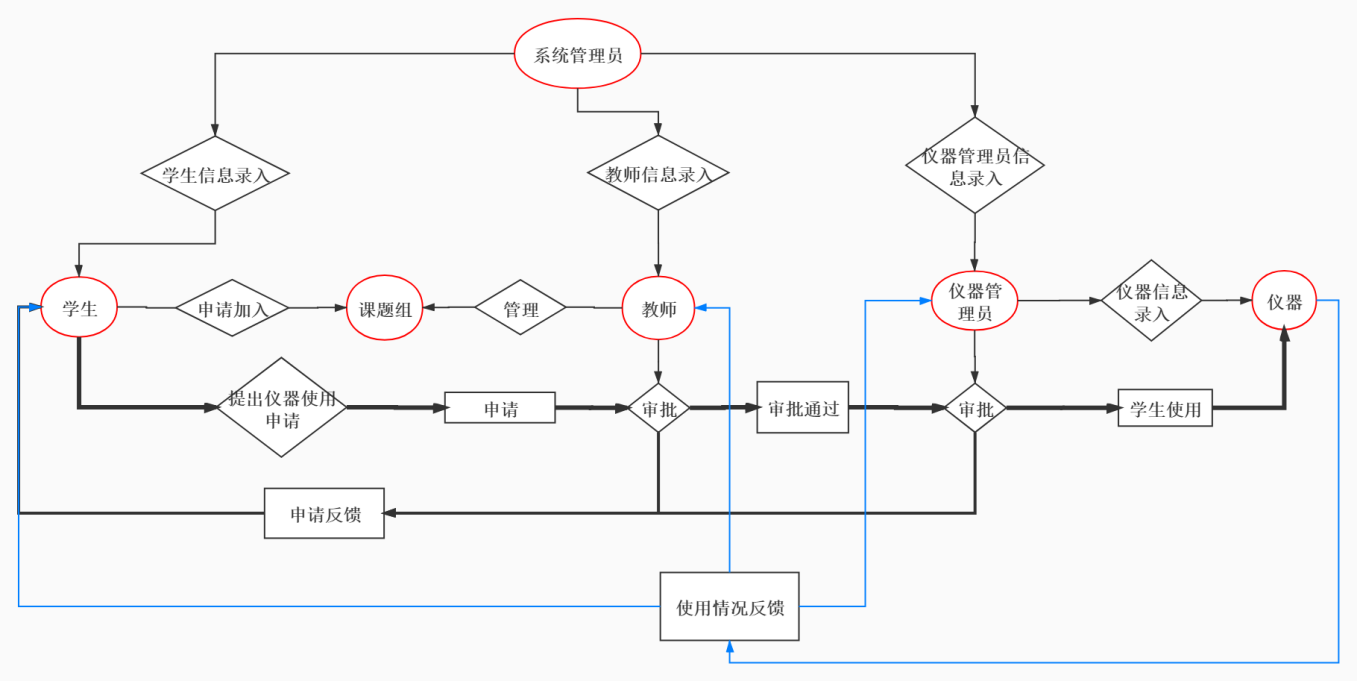 系统管理员
学生信息录入
教师信息录入
仪器管理员信
息录入
学生
申请加入
课题组
管理
教师
仪器管
理员
仪器信息
录入
仪器
提出仪器使用
申请
申请
审批
审批通过
审批
学生使用
申请反馈
使用情况反馈